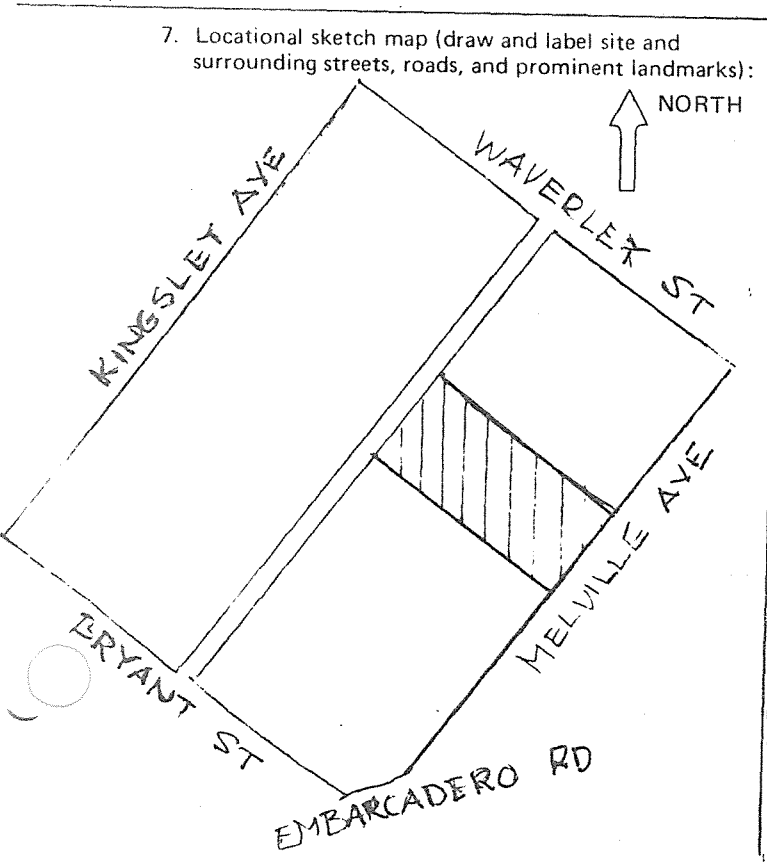 7. Locational sketch map (draw and label site and
surrounding streets, roads, and prominent landmarks):
NORTH
WAVERLEY ST
KINGSLEY AVE
MELVILLE AVE
BRYANT ST
EMBARCADERO RD